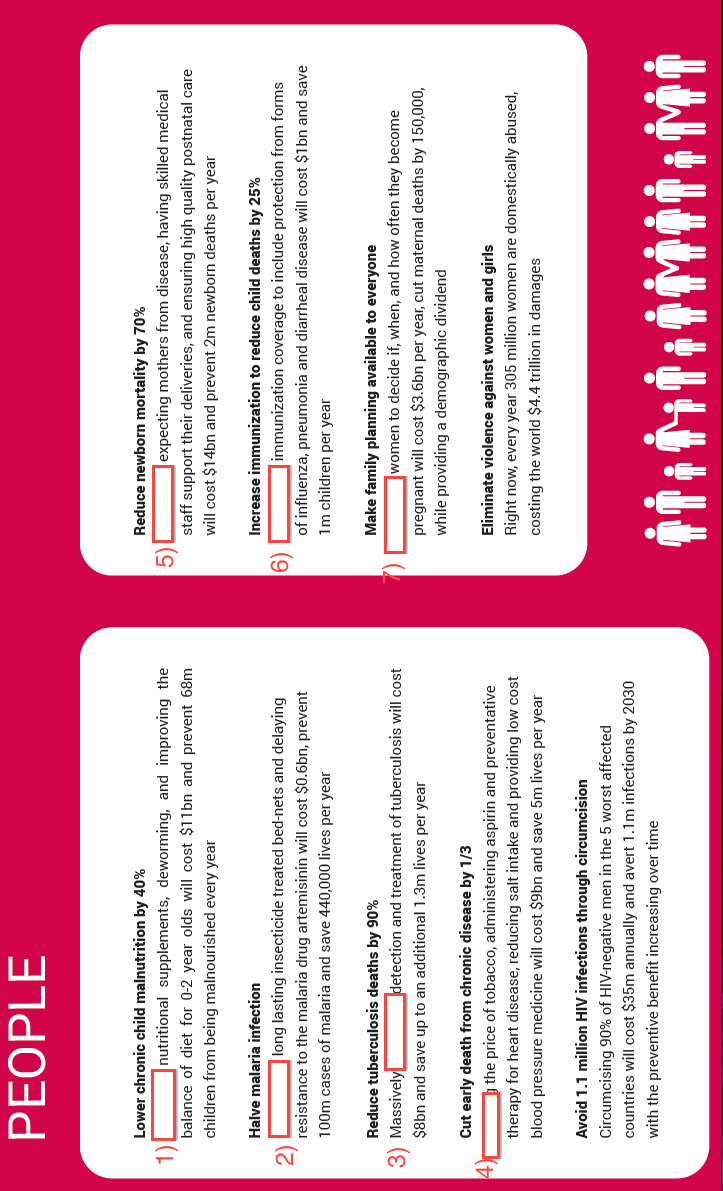 PEOPLE
Lower chronic child malnutrition by 40%
1) nutritional supplements, deworming, and improving the
balance of diet for 0-2 year olds will cost $11bn and prevent 68m
children from being malnourished every year
Halve malaria infection
2) long lasting insecticide treated bed-nets and delaying
resistance to the malaria drug artemisinin will cost $0.6bn, prevent
100m cases of malaria and save 440,000 lives per year
Reduce tuberculosis deaths by 90%
3) Massively detection and treatment of tuberculosis will cost
$8bn and save up to an additional 1.3m lives per year
Cut early death from chronic disease by 1/3
4) the price of tobacco, administering aspirin and preventative
therapy for heart disease, reducing salt intake and providing low cost
blood pressure medicine will cost $9bn and save 5m lives per year
Avoid 1.1 million HIV infections through circumcision
Circumcising 90% of HIV-negative men in the 5 worst affected
countries will cost $35m annually and avert 1.1m infections by 2030
with the preventive benefit increasing over time
Reduce newborn mortality by 70%
5) expecting mothers from disease, having skilled medical
staff support their deliveries, and ensuring high quality postnatal care
will cost $14bn and prevent 2m newborn deaths per year
Increase immunization to reduce child deaths by 25%
6) immunization coverage to include protection from forms
of influenza, pneumonia and diarrheal disease will cost $1bn and save
1m children per year
Make family planning available to everyone
7) women to decide if, when, and how often they become
pregnant will cost $3.6bn per year, cut maternal deaths by 150,000,
while providing a demographic dividend
Eliminate violence against women and girls
Right now, every year 305 million women are domestically abused,
costing the world $4.4 trillion in damages